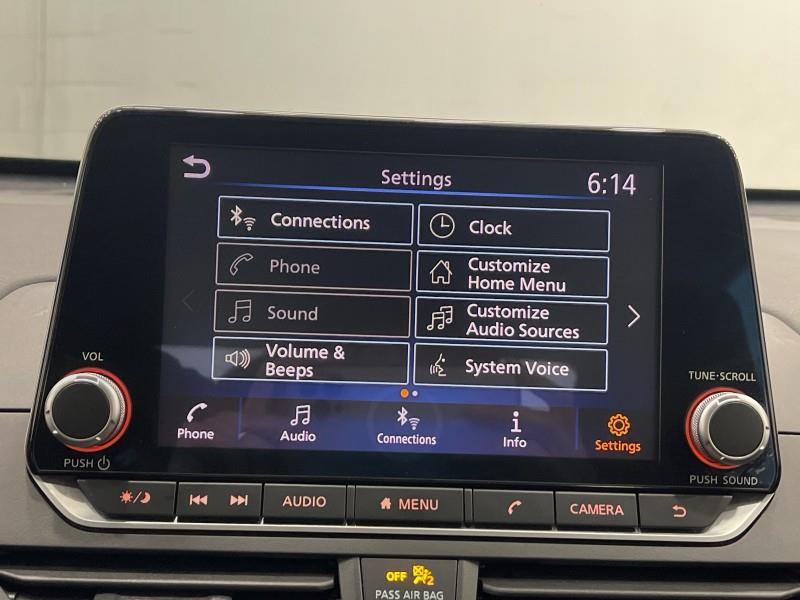 Settings
6:14
Connections
Clock
Phone
Customize
Home Menu
Sound
Customize
Audio Sources
Volume &
Beeps
System Voice
Phone
Audio
Connections
Info
Settings
VOL
PUSH
TUNE·SCROLL
PUSH SOUND
AUDIO
MENU
CAMERA
OFF
2
PASS AIR BAG